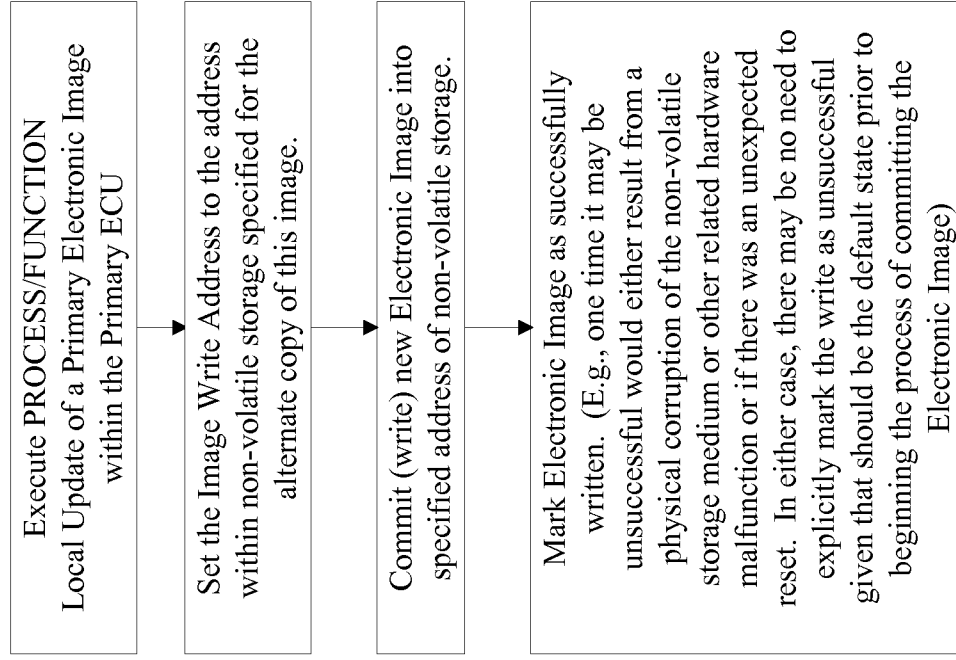 Execute PROCESS/FUNCTION
Local Update of a Primary Electronic Image
within the Primary ECU
Set the Image Write Address to the address
within non-volatile storage specified for the
alternate copy of this image.
Commit (write) new Electronic Image into
specified address of non-volatile storage.
Mark Electronic Image as successfully
written.  (E.g., one time it may be
unsuccessful would either result from a
physical corruption of the non-volatile
storage medium or other related hardware
malfunction or if there was an unexpected
reset.  In either case, there may be no need to
explicitly mark the write as unsuccessful
given that should be the default state prior to
beginning the process of committing the
Electronic Image)